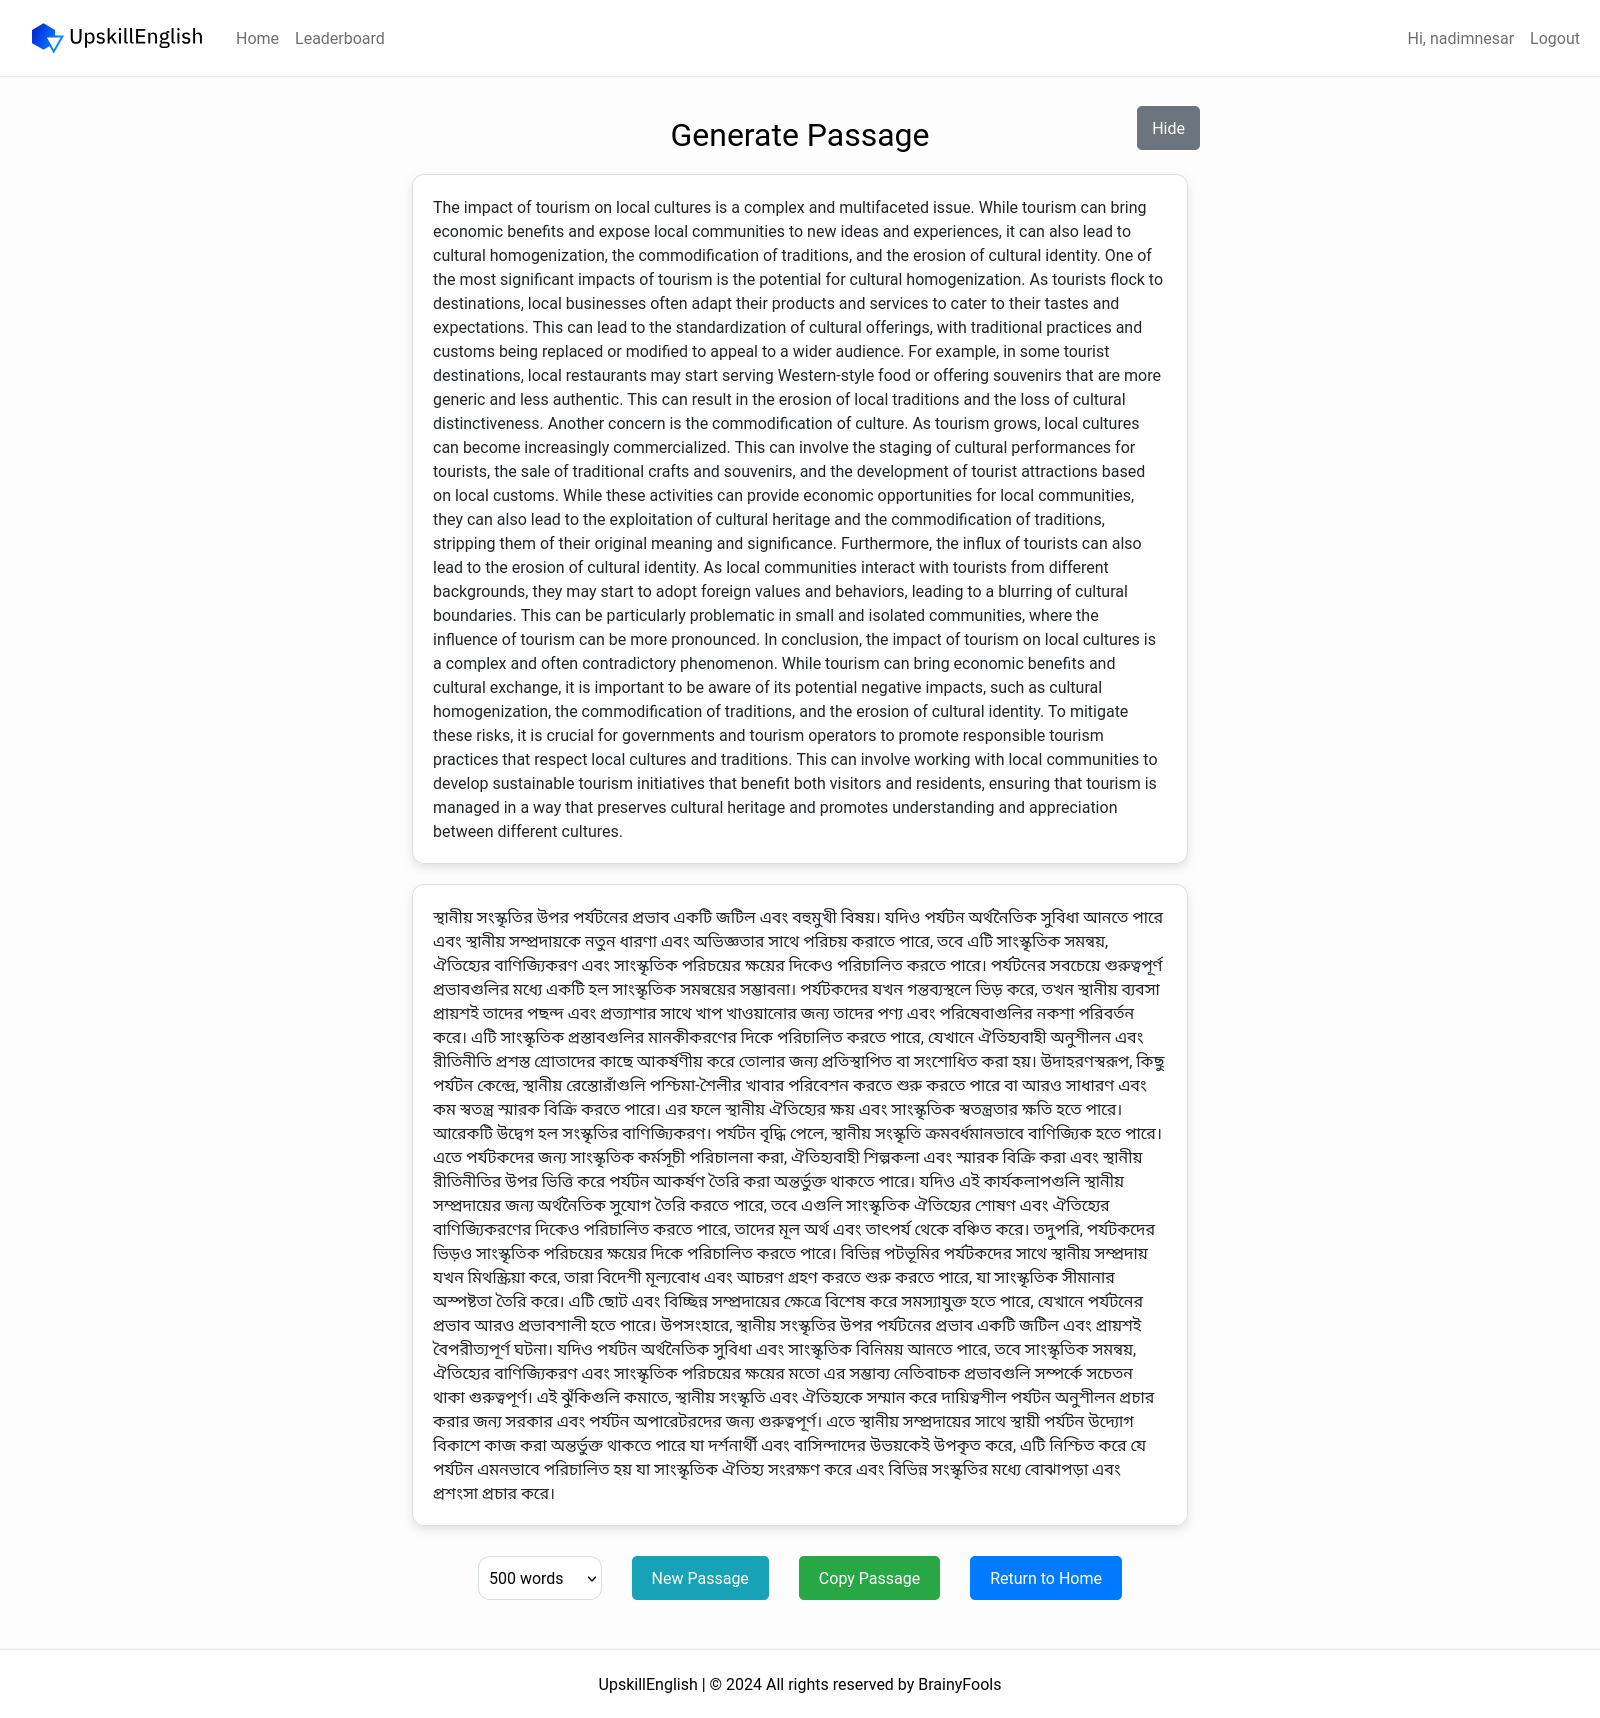 UpskillEnglish
Home
Leaderboard
Hi, nadimnesar
Logout
Generate Passage
Hide
The impact of tourism on local cultures is a complex and multifaceted issue. While tourism can bring
economic benefits and expose local communities to new ideas and experiences, it can also lead to
cultural homogenization, the commodification of traditions, and the erosion of cultural identity. One of
the most significant impacts of tourism is the potential for cultural homogenization. As tourists flock to
destinations, local businesses often adapt their products and services to cater to their tastes and
expectations. This can lead to the standardization of cultural offerings, with traditional practices and
customs being replaced or modified to appeal to a wider audience. For example, in some tourist
destinations, local restaurants may start serving Western-style food or offering souvenirs that are more
generic and less authentic. This can result in the erosion of local traditions and the loss of cultural
distinctiveness. Another concern is the commodification of culture. As tourism grows, local cultures
can become increasingly commercialized. This can involve the staging of cultural performances for
tourists, the sale of traditional crafts and souvenirs, and the development of tourist attractions based
on local customs. While these activities can provide economic opportunities for local communities,
they can also lead to the exploitation of cultural heritage and the commodification of traditions,
stripping them of their original meaning and significance. Furthermore, the influx of tourists can also
lead to the erosion of cultural identity. As local communities interact with tourists from different
backgrounds, they may start to adopt foreign values and behaviors, leading to a blurring of cultural
boundaries. This can be particularly problematic in small and isolated communities, where the
influence of tourism can be more pronounced. In conclusion, the impact of tourism on local cultures is
a complex and often contradictory phenomenon. While tourism can bring economic benefits and
cultural exchange, it is important to be aware of its potential negative impacts, such as cultural
homogenization, the commodification of traditions, and the erosion of cultural identity. To mitigate
these risks, it is crucial for governments and tourism operators to promote responsible tourism
practices that respect local cultures and traditions. This can involve working with local communities to
develop sustainable tourism initiatives that benefit both visitors and residents, ensuring that tourism is
managed in a way that preserves cultural heritage and promotes understanding and appreciation
between different cultures.
স্থানীয় সংস্কৃতির উপর পর্যটনের প্রভাব একটি জটিল এবং বহুমুখী বিষয়। যদিও পর্যটন অর্থনৈতিক সুবিধা আনতে পারে
এবং স্থানীয় সম্প্রদায়কে নতুন ধারণা এবং অভিজ্ঞতার সাথে পরিচয় করাতে পারে, তবে এটি সাংস্কৃতিক সমন্বয়,
ঐতিহ্যের বাণিজ্যিকরণ এবং সাংস্কৃতিক পরিচয়ের ক্ষয়ের দিকেও পরিচালিত করতে পারে। পর্যটনের সবচেয়ে গুরুত্বপূর্ণ
প্রভাবগুলির মধ্যে একটি হল সাংস্কৃতিক সমন্বয়ের সম্ভাবনা। পর্যটকদের যখন গন্তব্যস্থলে ভিড় করে, তখন স্থানীয় ব্যবসা
প্রায়শই তাদের পছন্দ এবং প্রত্যাশার সাথে খাপ খাওয়ানোর জন্য তাদের পণ্য এবং পরিষেবাগুলির নকশা পরিবর্তন
করে। এটি সাংস্কৃতিক প্রস্তাবগুলির মানকীকরণের দিকে পরিচালিত করতে পারে, যেখানে ঐতিহ্যবাহী অনুশীলন এবং
রীতিনীতি প্রশস্ত শ্রোতাদের কাছে আকর্ষণীয় করে তোলার জন্য প্রতিস্থাপিত বা সংশোধিত করা হয়। উদাহরণস্বরূপ, কিছু
পর্যটন কেন্দ্রে, স্থানীয় রেস্তোরাঁগুলি পশ্চিমা-শৈলীর খাবার পরিবেশন করতে শুরু করতে পারে বা আরও সাধারণ এবং
কম স্বতন্ত্র স্মারক বিক্রি করতে পারে। এর ফলে স্থানীয় ঐতিহ্যের ক্ষয় এবং সাংস্কৃতিক স্বতন্ত্রতার ক্ষতি হতে পারে।
আরেকটি উদ্বেগ হল সংস্কৃতির বাণিজ্যিকরণ। পর্যটন বৃদ্ধি পেলে, স্থানীয় সংস্কৃতি ক্রমবর্ধমানভাবে বাণিজ্যিক হতে পারে।
এতে পর্যটকদের জন্য সাংস্কৃতিক কর্মসূচী পরিচালনা করা, ঐতিহ্যবাহী শিল্পকলা এবং স্মারক বিক্রি করা এবং স্থানীয়
রীতিনীতির উপর ভিত্তি করে পর্যটন আকর্ষণ তৈরি করা অন্তর্ভুক্ত থাকতে পারে। যদিও এই কার্যকলাপগুলি স্থানীয়
সম্প্রদায়ের জন্য অর্থনৈতিক সুযোগ তৈরি করতে পারে, তবে এগুলি সাংস্কৃতিক ঐতিহ্যের শোষণ এবং ঐতিহ্যের
বাণিজ্যিকরণের দিকেও পরিচালিত করতে পারে, তাদের মূল অর্থ এবং তাৎপর্য থেকে বঞ্চিত করে। তদুপরি, পর্যটকদের
ভিড়ও সাংস্কৃতিক পরিচয়ের ক্ষয়ের দিকে পরিচালিত করতে পারে। বিভিন্ন পটভূমির পর্যটকদের সাথে স্থানীয় সম্প্রদায়
যখন মিথস্ক্রিয়া করে, তারা বিদেশী মূল্যবোধ এবং আচরণ গ্রহণ করতে শুরু করতে পারে, যা সাংস্কৃতিক সীমানার
অস্পষ্টতা তৈরি করে। এটি ছোট এবং বিচ্ছিন্ন সম্প্রদায়ের ক্ষেত্রে বিশেষ করে সমস্যাযুক্ত হতে পারে, যেখানে পর্যটনের
প্রভাব আরও প্রভাবশালী হতে পারে। উপসংহারে, স্থানীয় সংস্কৃতির উপর পর্যটনের প্রভাব একটি জটিল এবং প্রায়শই
বৈপরীত্যপূর্ণ ঘটনা। যদিও পর্যটন অর্থনৈতিক সুবিধা এবং সাংস্কৃতিক বিনিময় আনতে পারে, তবে সাংস্কৃতিক সমন্বয়,
ঐতিহ্যের বাণিজ্যিকরণ এবং সাংস্কৃতিক পরিচয়ের ক্ষয়ের মতো এর সম্ভাব্য নেতিবাচক প্রভাবগুলি সম্পর্কে সচেতন
থাকা গুরুত্বপূর্ণ। এই ঝুঁকিগুলি কমাতে, স্থানীয় সংস্কৃতি এবং ঐতিহ্যকে সম্মান করে দায়িত্বশীল পর্যটন অনুশীলন প্রচার
করার জন্য সরকার এবং পর্যটন অপারেটরদের জন্য গুরুত্বপূর্ণ। এতে স্থানীয় সম্প্রদায়ের সাথে স্থায়ী পর্যটন উদ্যোগ
বিকাশে কাজ করা অন্তর্ভুক্ত থাকতে পারে যা দর্শনার্থী এবং বাসিন্দাদের উভয়কেই উপকৃত করে, এটি নিশ্চিত করে যে
পর্যটন এমনভাবে পরিচালিত হয় যা সাংস্কৃতিক ঐতিহ্য সংরক্ষণ করে এবং বিভিন্ন সংস্কৃতির মধ্যে বোঝাপড়া এবং
প্রশংসা প্রচার করে।
500 words
New Passage
Copy Passage
Return to Home
UpskillEnglish | © 2024 All rights reserved by BrainyFools